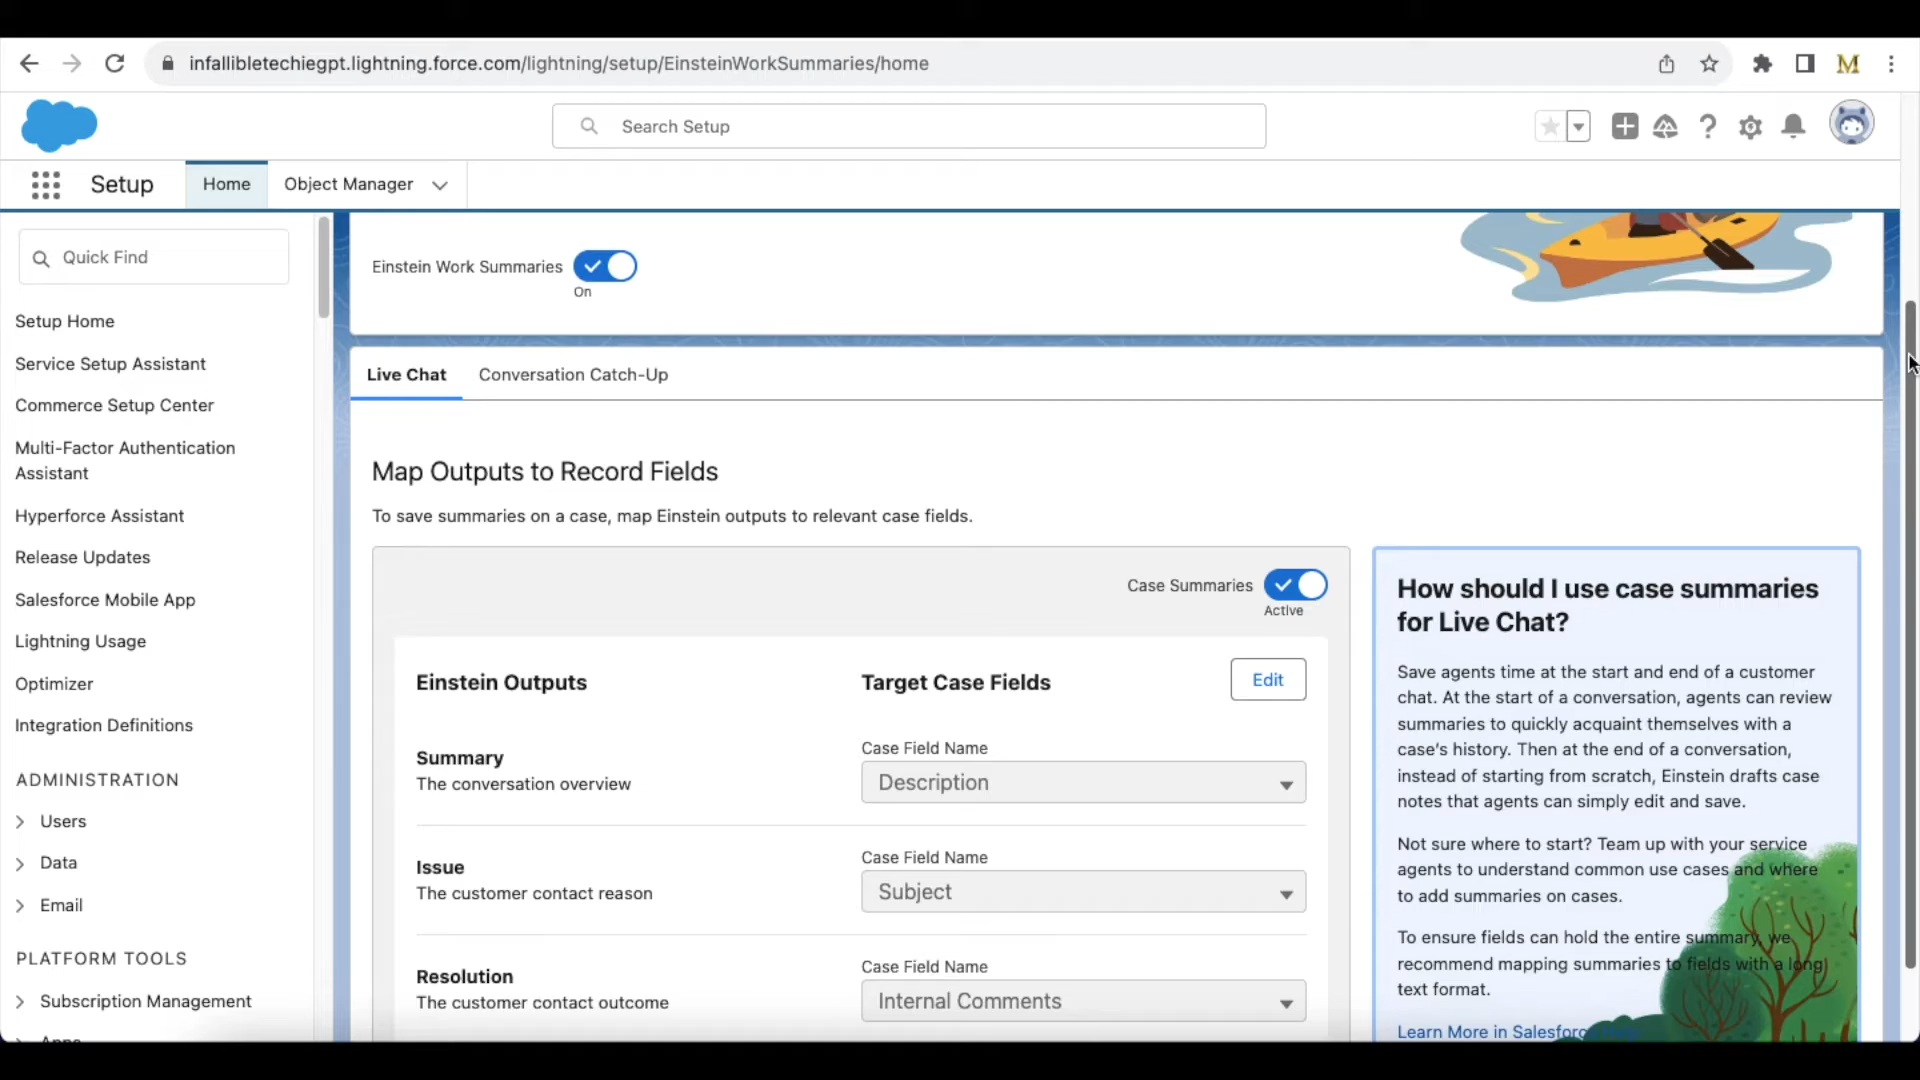 infallibletechiegpt.lightning.force.com/lightning/setup/EinsteinWorkSummaries/home
M
Search Setup
Setup
Home
Object Manager
Quick Find
Setup Home
Service Setup Assistant
Commerce Setup Center
Multi-Factor Authentication
Assistant
Hyperforce Assistant
Release Updates
Salesforce Mobile App
Lightning Usage
Optimizer
Integration Definitions
ADMINISTRATION
Users
Data
Email
PLATFORM TOOLS
Subscription Management
Apps
Einstein Work Summaries
On
Live Chat
Conversation Catch-Up
Map Outputs to Record Fields
To save summaries on a case, map Einstein outputs to relevant case fields.
Case Summaries
Active
Einstein Outputs
Target Case Fields
Edit
Summary
The conversation overview
Case Field Name
Description
Issue
The customer contact reason
Case Field Name
Subject
Resolution
The customer contact outcome
Case Field Name
Internal Comments
How should I use case summaries
for Live Chat?
Save agents time at the start and end of a customer
chat. At the start of a conversation, agents can review
summaries to quickly acquaint themselves with a
case's history. Then at the end of a conversation,
instead of starting from scratch, Einstein drafts case
notes that agents can simply edit and save.
Not sure where to start? Team up with your service
agents to understand common use cases and where
to add summaries on cases.
To ensure fields can hold the entire summary, we
recommend mapping summaries to fields with a long
text format.
Learn More in Salesforce